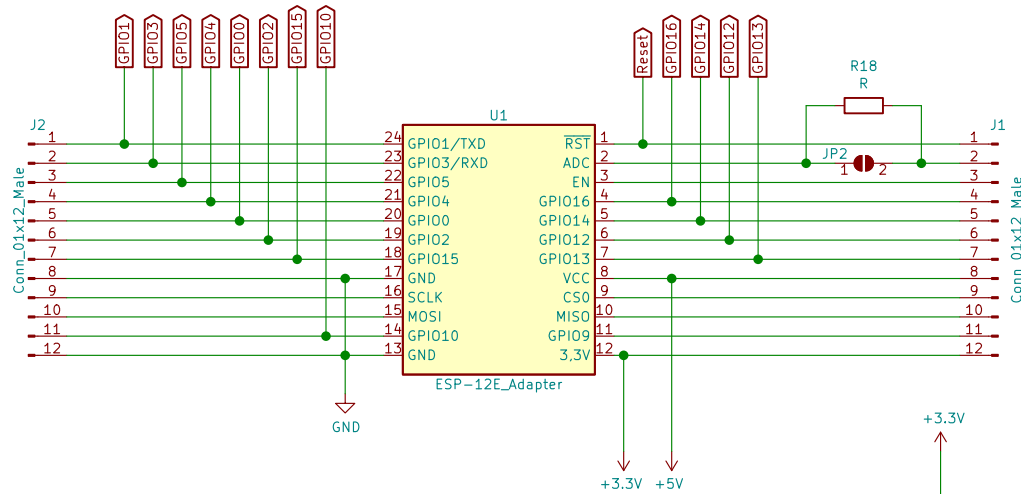 GPIO1
GPIO3
GPIO5
GPIO4
GPIO0
GPIO2
GPIO15
GPIO10
Reset
GPIO16
GPIO14
GPIO12
GPIO13
R18
R
U1
J2
J1
JP2
1 2
1 24 GPIO1/TXD RST 1 1
2 23 GPIO3/RXD ADC 2 2
3 22 GPIO5 EN 3 3
4 21 GPIO4 GPIO16 4 4
5 20 GPIO0 GPIO14 5 5
6 19 GPIO2 GPIO12 6 6
7 18 GPIO15 GPIO13 7 7
8 17 GND VCC 8 8
9 16 SCLK CS0 9 9
10 15 MOSI MISO 10 10
11 14 GPIO10 GPIO9 11 11
12 13 GND 3,3V 12 12
Conn_01x12_Male
Conn_01x12_Male
ESP-12E_Adapter
GND
+3.3V
+3.3V
+5V